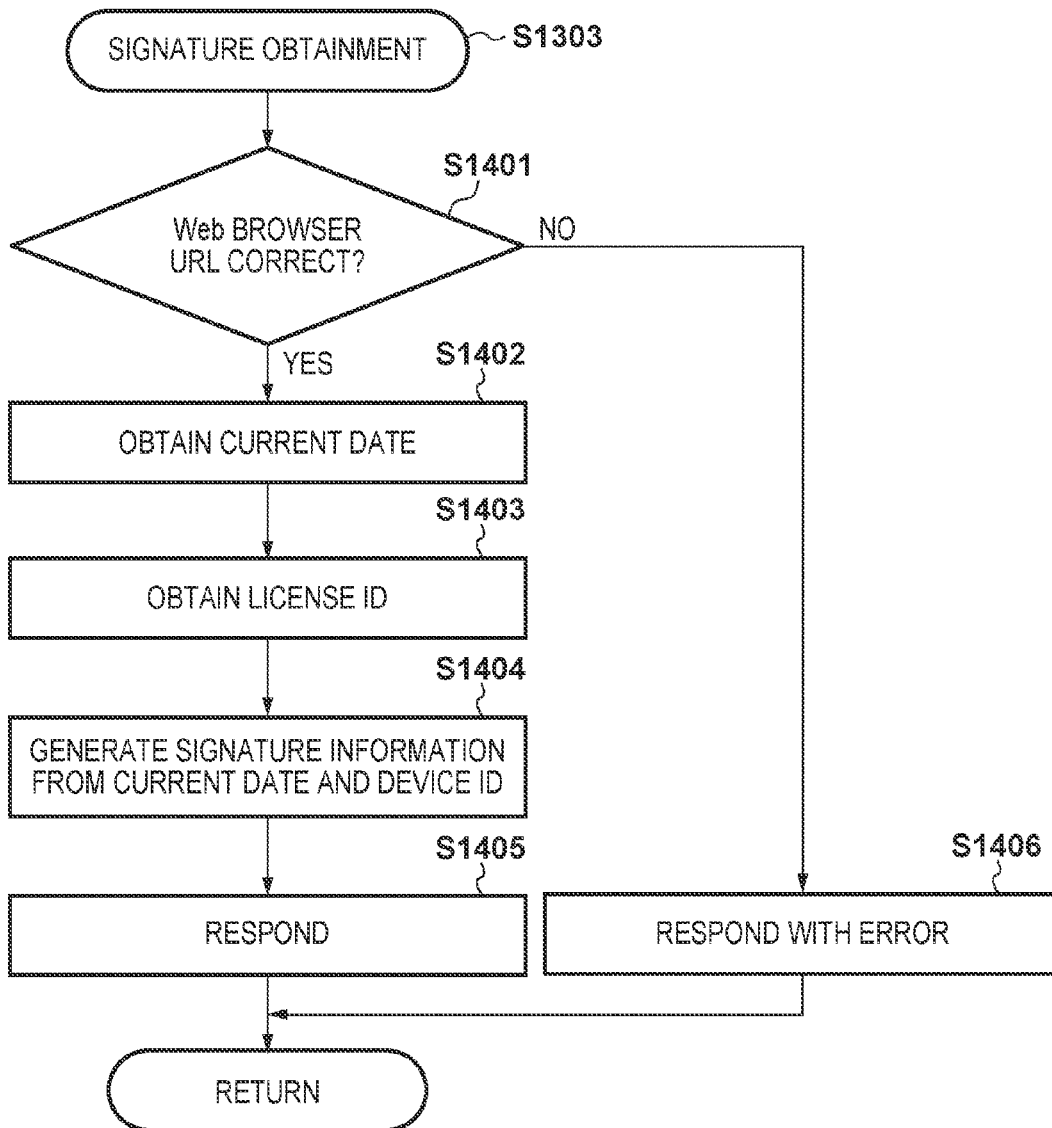 SIGNATURE OBTAINMENT
S1303
S1401
Web BROWSER
URL CORRECT?
NO
YES
S1402
OBTAIN CURRENT DATE
S1403
OBTAIN LICENSE ID
S1404
GENERATE SIGNATURE INFORMATION
FROM CURRENT DATE AND DEVICE ID
S1405
RESPOND
S1406
RESPOND WITH ERROR
RETURN